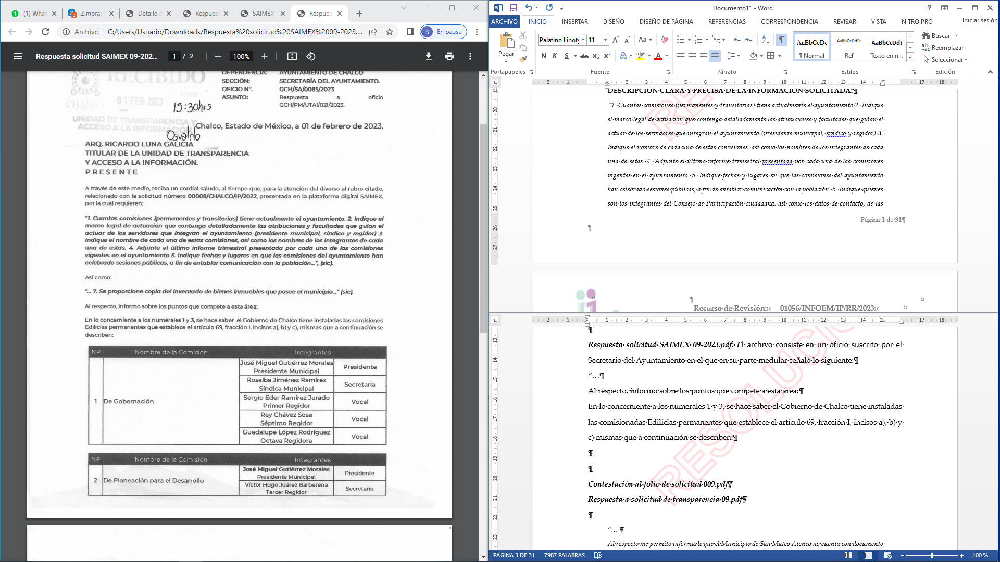 (1) What
Zimbra:
Detalle d
Respuest
SAIMEX
Respues
Archivo
C:/Users/Usuario/Downloads/Respuesta%20solicitud%20SAIMEX%2009-2023....
R En pausa
Respuesta solicitud SAIMEX 09-202...
1 / 2
100%
RECIBIDO
Hora:
01 FEB 2023
15:30hrs
CHALCO
UNIDAD DE TRANSPARENCIA Y
ACCESO A LA INFORMACIÓN
Osvaldo
DEPENDENCIA: AYUNTAMIENTO DE CHALCO
SECCIÓN: SECRETARÍA DEL AYUNTAMIENTO.
OFICIO Nº. GCH/SA/0085/2023
ASUNTO: Respuesta a oficio
GCH/PM/UTAI/021/2023.
Chalco, Estado de México, a 01 de febrero de 2023.
ARQ. RICARDO LUNA GALICIA
TITULAR DE LA UNIDAD DE TRANSPARENCIA
Y ACCESO A LA INFORMACIÓN.
P R E S E N T E
A través de este medio, reciba un cordial saludo, al tiempo que, para la atención del diverso al rubro citado,
relacionado con la solicitud número 00008/CHALCO/IP/2022, presentada en la plataforma digital SAIMEX,
por la cual requieren:
“1. Cuantas comisiones (permanentes y transitorias) tiene actualmente el ayuntamiento. 2. Indique el
marco legal de actuación que contenga detalladamente las atribuciones y facultades que guían el
actuar de los servidores que integran el ayuntamiento (presidente municipal, síndico y regidor) 3.
Indique el nombre de cada una de estas comisiones, así como los nombres de los integrantes de cada
una de estas. 4. Adjunte el último informe trimestral presentada por cada una de las comisiones
vigentes en el ayuntamiento 5. Indique fechas y lugares en que las comisiones del ayuntamiento han
celebrado sesiones públicas, a fin de entablar comunicación con la población...”, (sic).
Así como:
“... 7. Se proporcione copia del inventario de bienes inmuebles que posee el municipio...” (sic).
Al respecto, informo sobre los puntos que compete a esta área:
En lo concerniente a los numérales 1 y 3, se hace saber el Gobierno de Chalco tiene instaladas las comisiones
Edilicias permanentes que establece el artículo 69, fracción I, incisos a), b) y c), mismas que a continuación se
describen:
NP Nombre de la Comisión Integrantes
1 De Gobernación
José Miguel Gutiérrez Morales
Presidente Municipal Presidente
Rosalba Jiménez Ramírez
Síndica Municipal Secretaria
Sergio Eder Ramírez Jurado
Primer Regidor Vocal
Rey Chávez Sosa
Séptimo Regidor Vocal
Guadalupe López Rodríguez
Octava Regidora Vocal
NP Nombre de la Comisión Integrantes
2 De Planeación para el Desarrollo
José Miguel Gutiérrez Morales
Presidente Municipal Presidente
Víctor Hugo Juárez Barberena
Tercer Regidor Secretario
Documento11 - Word
ARCHIVO INICIO INSERTAR DISEÑO DISEÑO DE PÁGINA REFERENCIAS CORRESPONDENCIA REVISAR VISTA NITRO PRO Iniciar sesión
Pegar
Palatino Linoty 11
N K S abc x₂ x²
AaBbCcDd AaBbCcDdEe AaBbCcDdE
¶ Normal Ref Texto en n...
Buscar
Reemplazar
Seleccionar
Portapapeles Fuente Párrafo Estilos Edición
DESCRIPCIÓN CLARA Y PRECISA DE LA INFORMACIÓN SOLICITADA:¶
“1. Cuantas comisiones (permanentes y transitorias) tiene actualmente el ayuntamiento 2. Indique
el marco legal de actuación que contenga detalladamente las atribuciones y facultades que guían el
actuar de los servidores que integran el ayuntamiento (presidente municipal, sindico y regidor) 3.
Indique el nombre de cada una de estas comisiones, así como los nombres de los integrantes de cada
una de estas. 4. Adjunte el último informe trimestral presentada por cada una de las comisiones
vigentes en el ayuntamiento. 5. Indique fechas y lugares en que las comisiones del ayuntamiento
han celebrado sesiones públicas, a fin de entablar comunicación con la población. 6. Indique quienes
son los integrantes del Consejo de Participación ciudadana, así como los datos de contacto, de las
Página 1 de 31¶
Recurso de Revisión: 01056/INFOEM/IP/RR/2023
Respuesta solicitud SAIMEX 09-2023.pdf: El archivo consiste en un oficio suscrito por el
Secretario del Ayuntamiento en el que en su parte medular señaló lo siguiente:¶
“…¶
Al respecto, informo sobre los puntos que compete a esta área:¶
En lo concerniente a los numerales 1 y 3, se hace saber el Gobierno de Chalco tiene instaladas
las comisionadas Edilicias permanentes que establece el artículo 69, fracción I, incisos a), b) y
c) mismas que a continuación se describen:¶
RESOLUCIÓ
Contestación al folio de solicitud 009.pdf¶
Respuesta a solicitud de transparencia 09.pdf¶
“… ¶
Al respecto me permito informarle que el Municipio de San Mateo Atenco no cuenta con documento
PÁGINA 3 DE 31 7987 PALABRAS
100 %